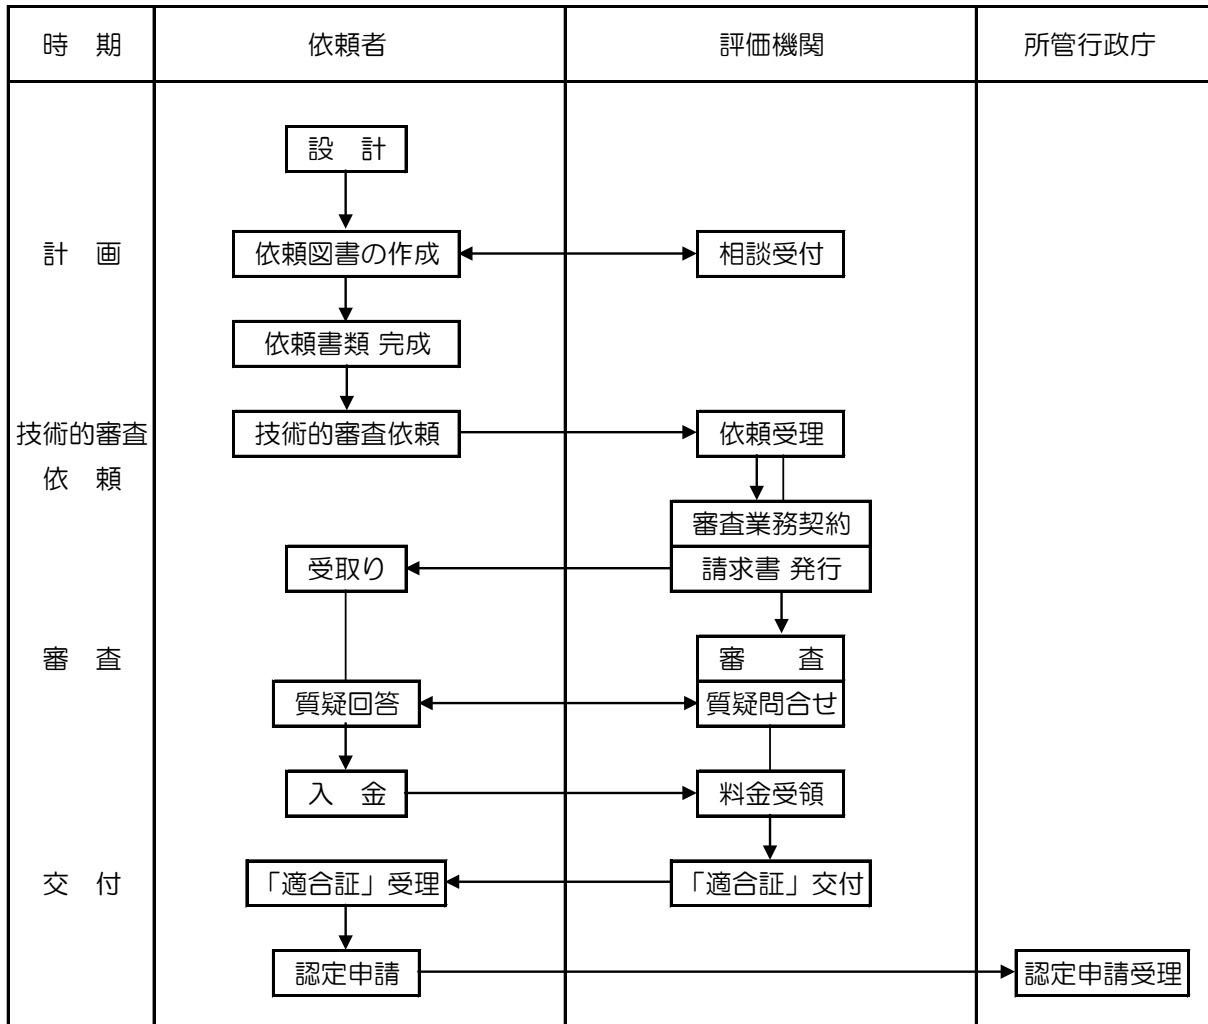 時 期 依頼者 評価機関 所管行政庁
設 計
計 画 依頼図書の作成 相談受付
依頼書類 完成
技術的審査 技術的審査依頼 依頼受理
依 頼
審査業務契約
受取り 請求書 発行
審 査 審 査
質疑回答 質疑問合せ
入 金 料金受領
交 付 「適合証」受理 「適合証」交付
認定申請 認定申請受理